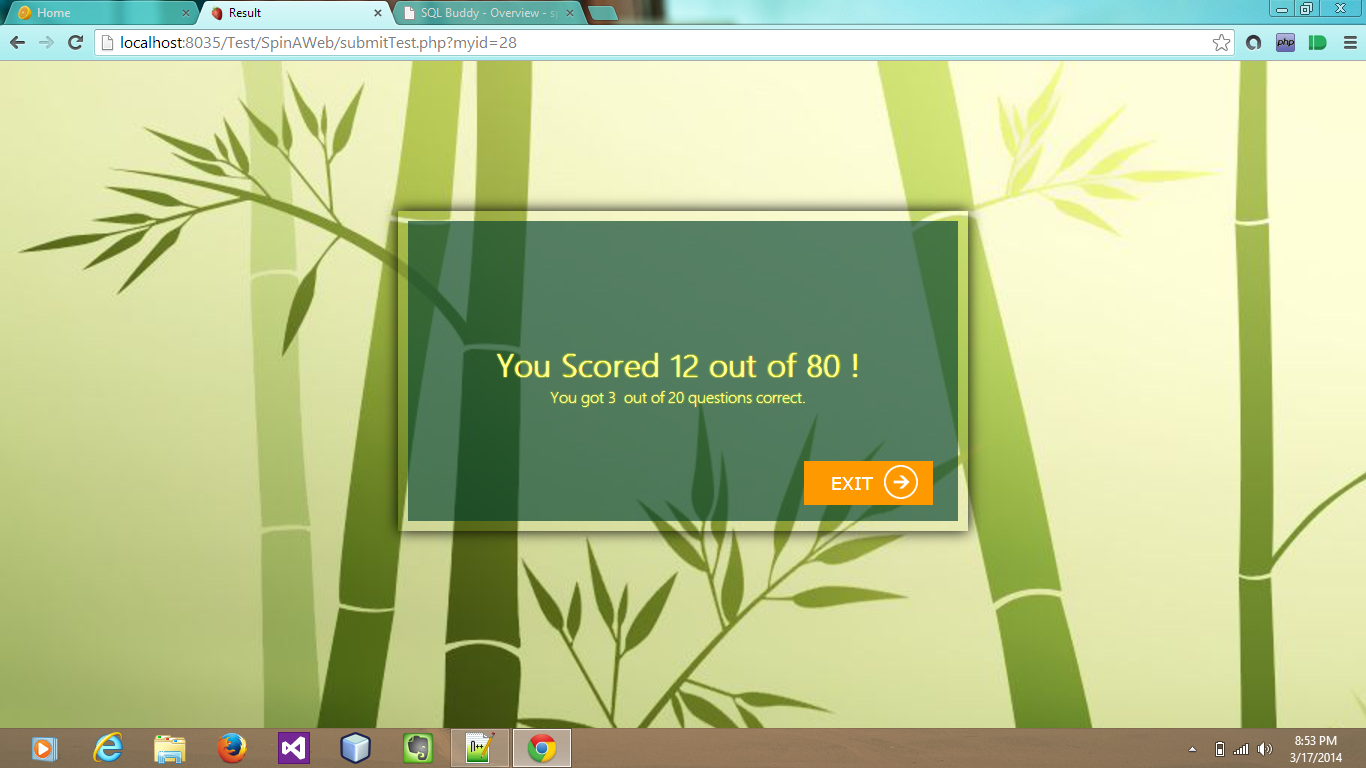 Home
Result
SQL Buddy - Overview - s
localhost:8035/Test/SpinAWeb/submitTest.php?myid=28
php
You Scored 12 out of 80 !
You got 3 out of 20 questions correct.
EXIT
8:53 PM
3/17/2014